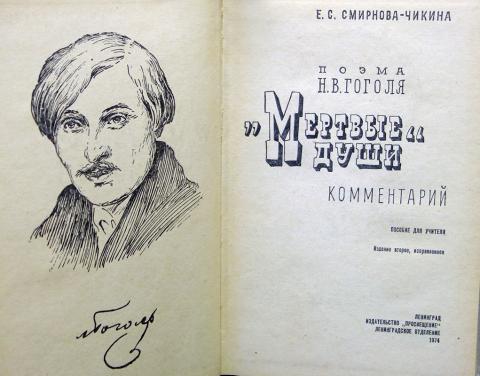 Гоголь
Е. С. СМИРНОВА-ЧИКИНА
ПОЭМА
Н.В.ГОГОЛЯ
„МЕРТВЫЕ“
ДУШИ
КОММЕНТАРИЙ
ПОСОБИЕ ДЛЯ УЧИТЕЛЯ
Издание второе, исправленное
ЛЕНИНГРАД
ИЗДАТЕЛЬСТВО „ПРОСВЕЩЕНИЕ“
ЛЕНИНГРАДСКОЕ ОТДЕЛЕНИЕ
1974